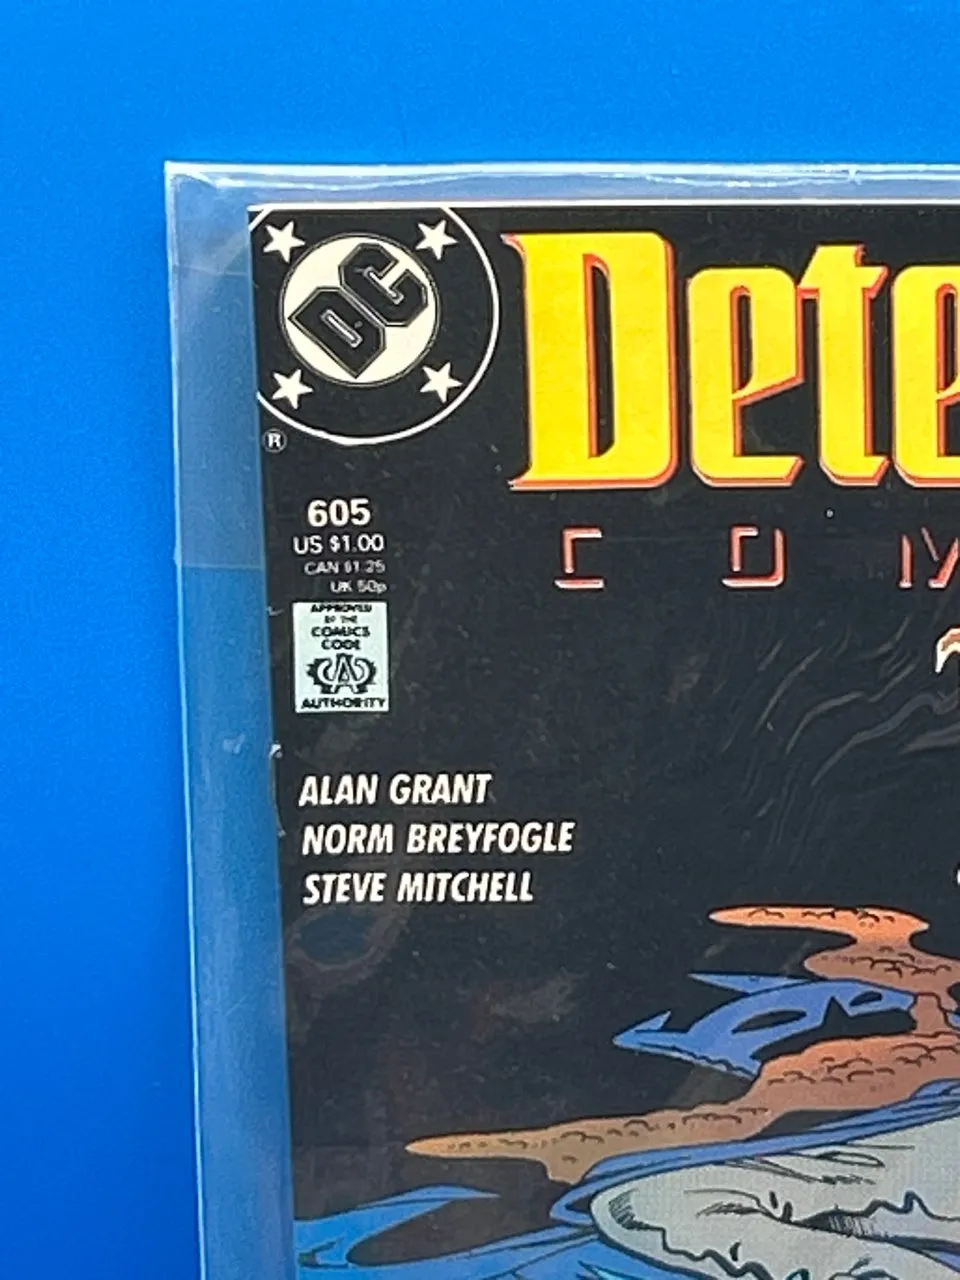 DC
Dete
®
COM
605
US $1.00
CAN $1.25
UK 50p
APPROVED
BY THE
COMICS
CODE
CA
AUTHORITY
ALAN GRANT
NORM BREYFOGLE
STEVE MITCHELL